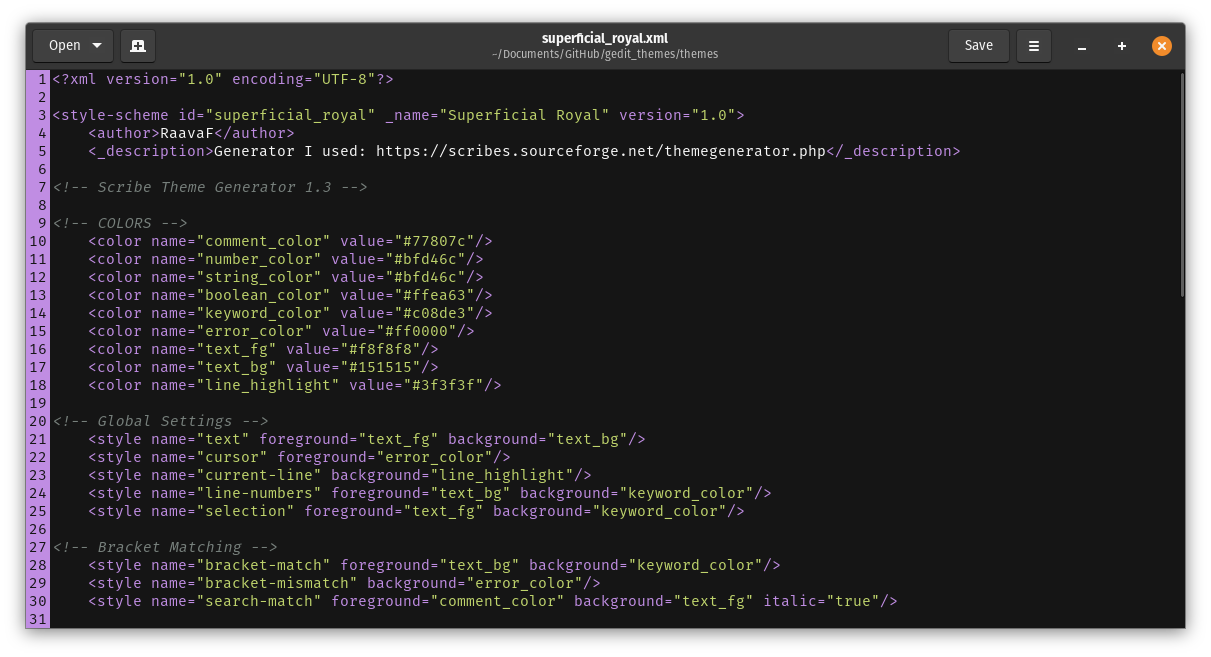 Open
superficial_royal.xml
~/Documents/GitHub/gedit_themes/themes
Save
1 <?xml version="1.0" encoding="UTF-8"?>
2
3 <style-scheme id="superficial_royal" _name="Superficial Royal" version="1.0">
4     <author>RaavaF</author>
5     <_description>Generator I used: https://scribes.sourceforge.net/themegenerator.php</_description>
6
7 <!-- Scribe Theme Generator 1.3 -->
8
9 <!-- COLORS -->
10     <color name="comment_color" value="#77807c"/>
11     <color name="number_color" value="#bfd46c"/>
12     <color name="string_color" value="#bfd46c"/>
13     <color name="boolean_color" value="#ffea63"/>
14     <color name="keyword_color" value="#c08de3"/>
15     <color name="error_color" value="#ff0000"/>
16     <color name="text_fg" value="#f8f8f8"/>
17     <color name="text_bg" value="#151515"/>
18     <color name="line_highlight" value="#3f3f3f"/>
19
20 <!-- Global Settings -->
21     <style name="text" foreground="text_fg" background="text_bg"/>
22     <style name="cursor" foreground="error_color"/>
23     <style name="current-line" background="line_highlight"/>
24     <style name="line-numbers" foreground="text_bg" background="keyword_color"/>
25     <style name="selection" foreground="text_fg" background="keyword_color"/>
26
27 <!-- Bracket Matching -->
28     <style name="bracket-match" foreground="text_bg" background="keyword_color"/>
29     <style name="bracket-mismatch" background="error_color"/>
30     <style name="search-match" foreground="comment_color" background="text_fg" italic="true"/>
31